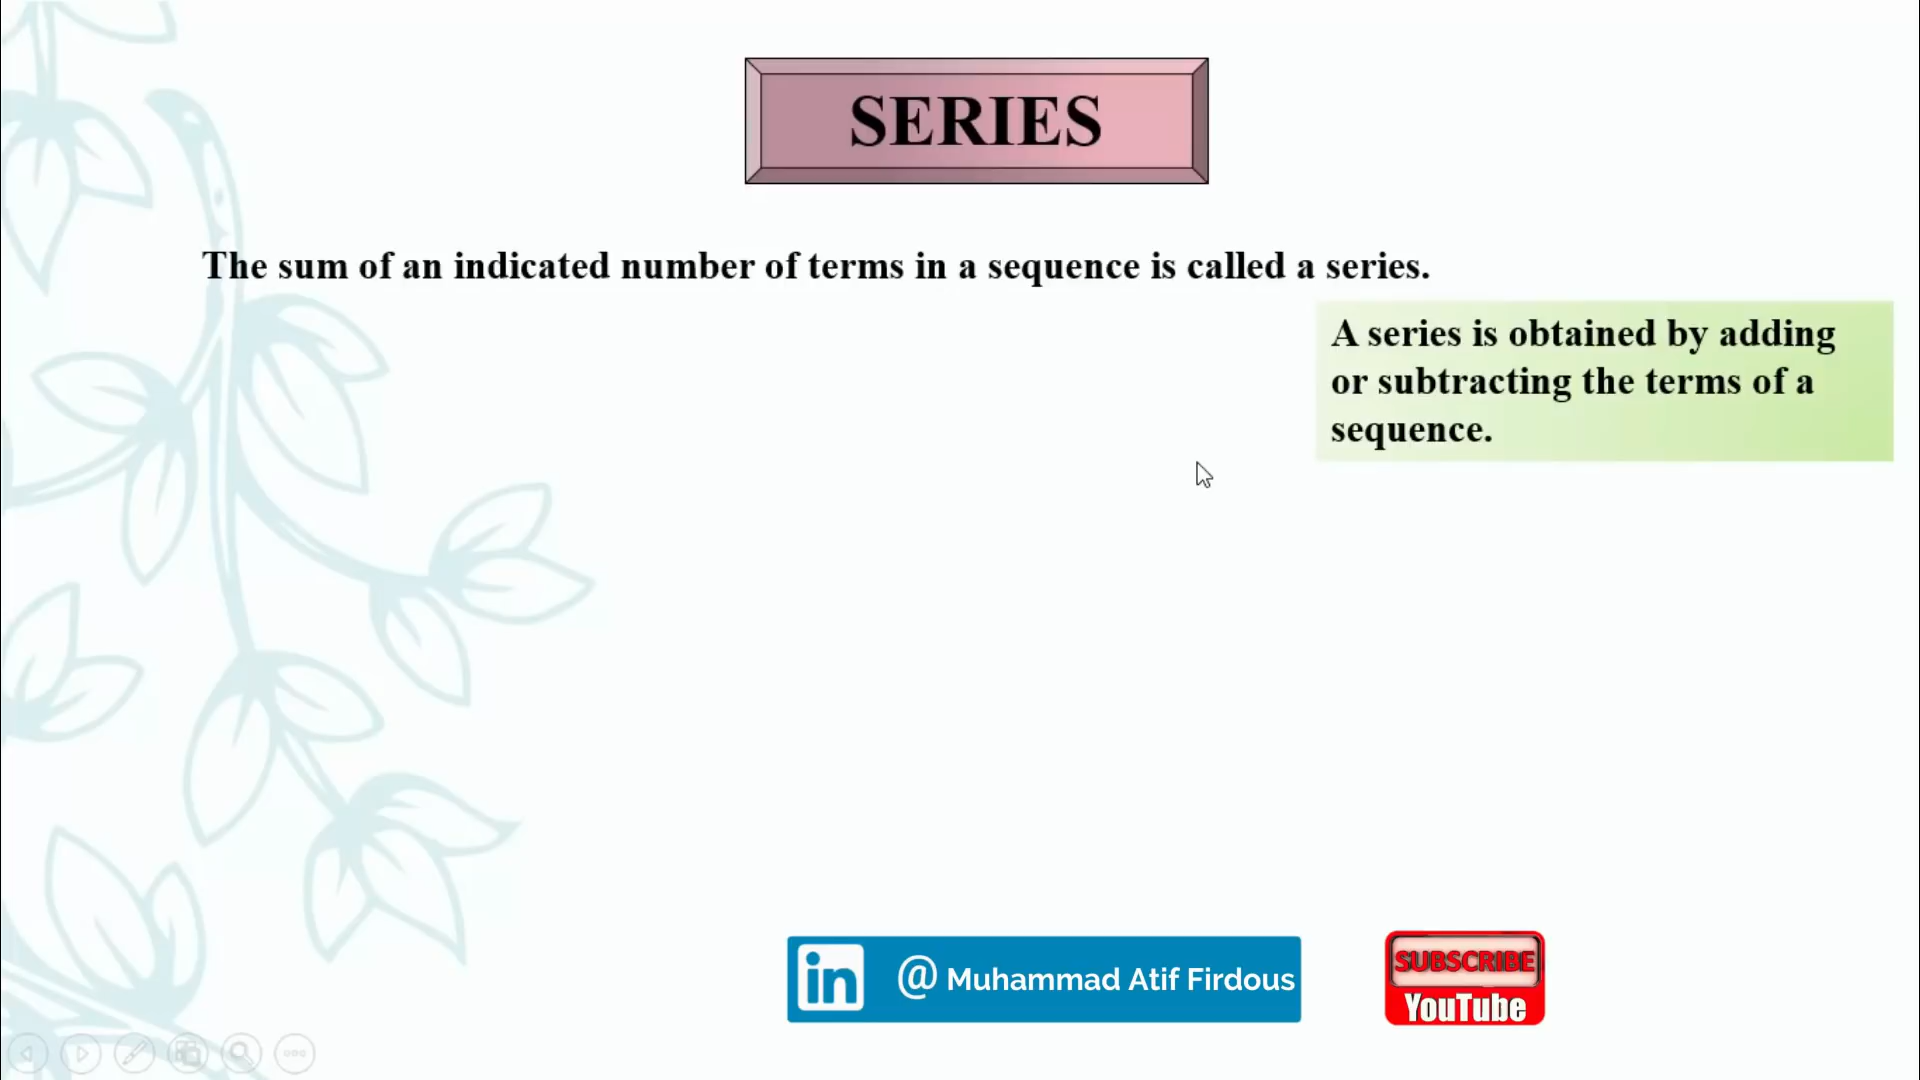 SERIES
The sum of an indicated number of terms in a sequence is called a series.
A series is obtained by adding
or subtracting the terms of a
sequence.
in @ Muhammad Atif Firdous
SUBSCRIBE
YouTube